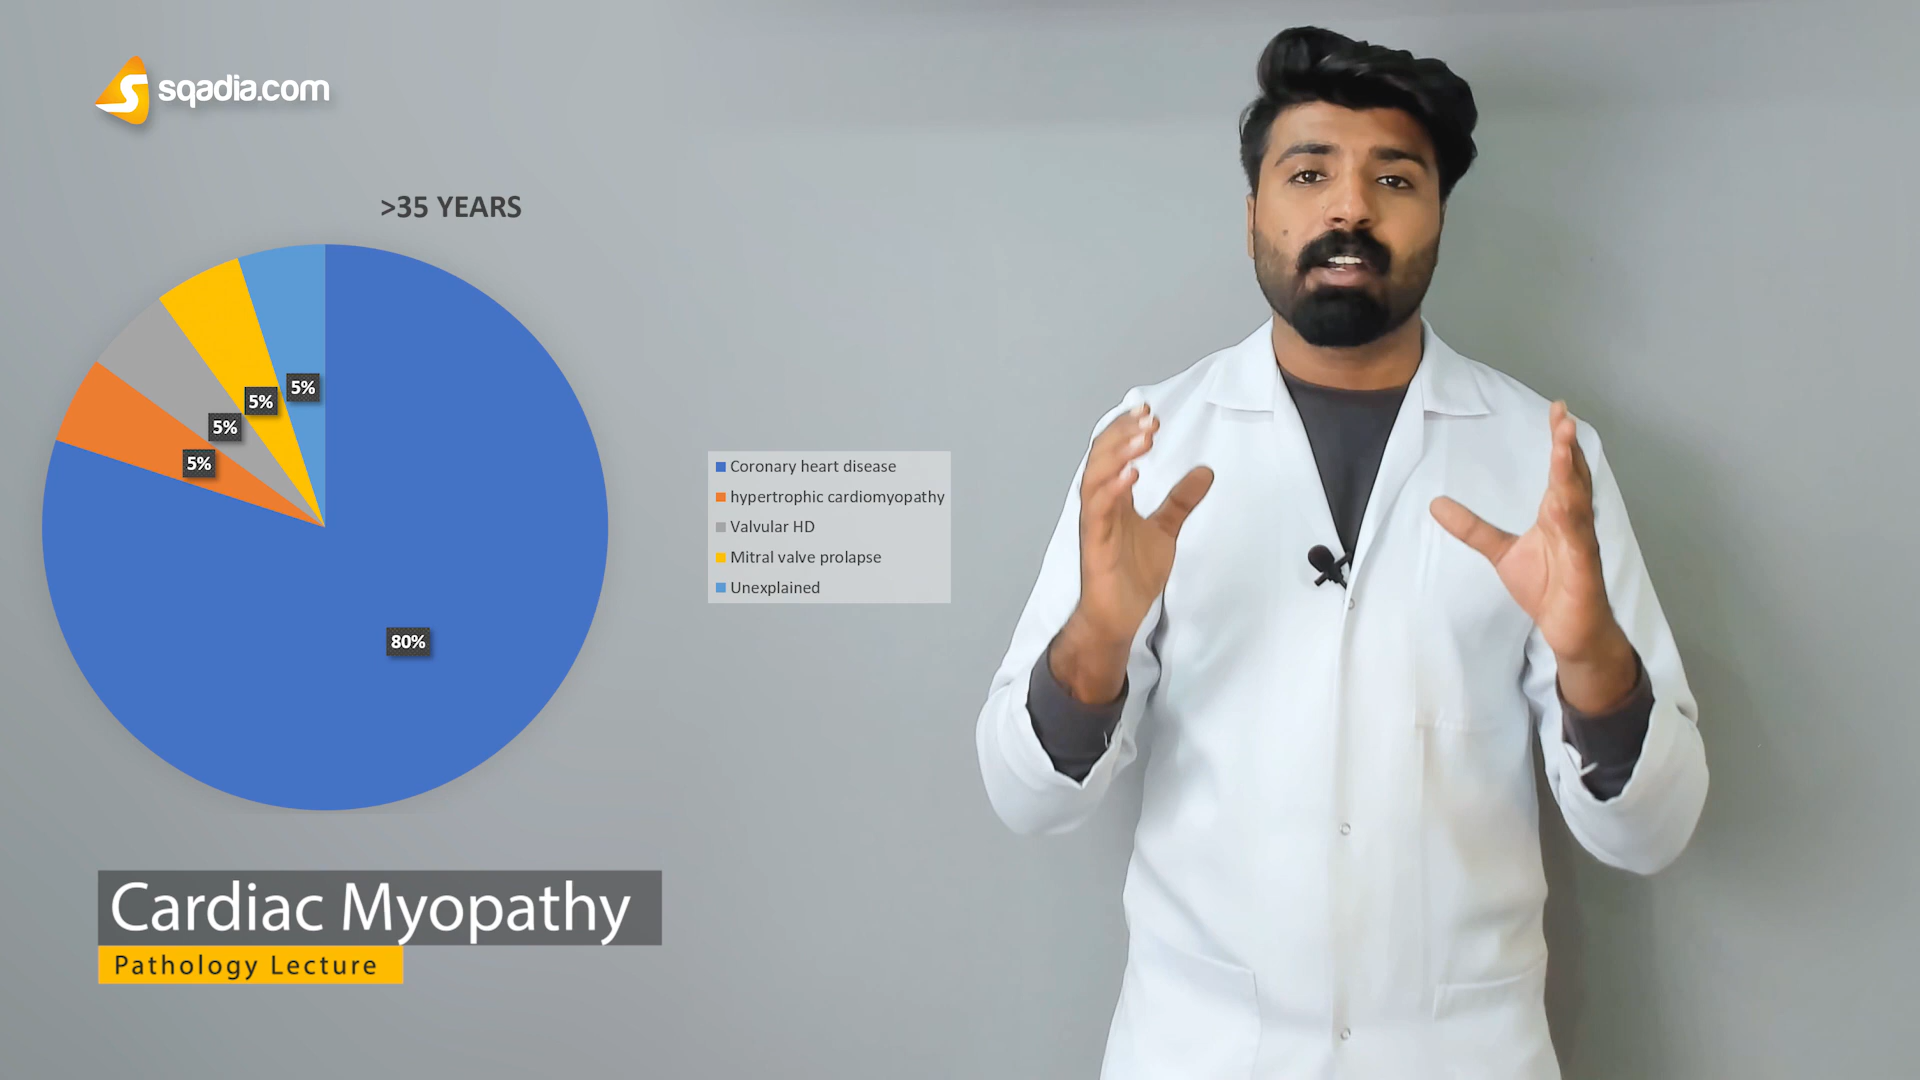 sqadia.com
>35 YEARS
5%
5%
5%
5%
80%
Coronary heart disease
hypertrophic cardiomyopathy
Valvular HD
Mitral valve prolapse
Unexplained
Cardiac Myopathy
Pathology Lecture